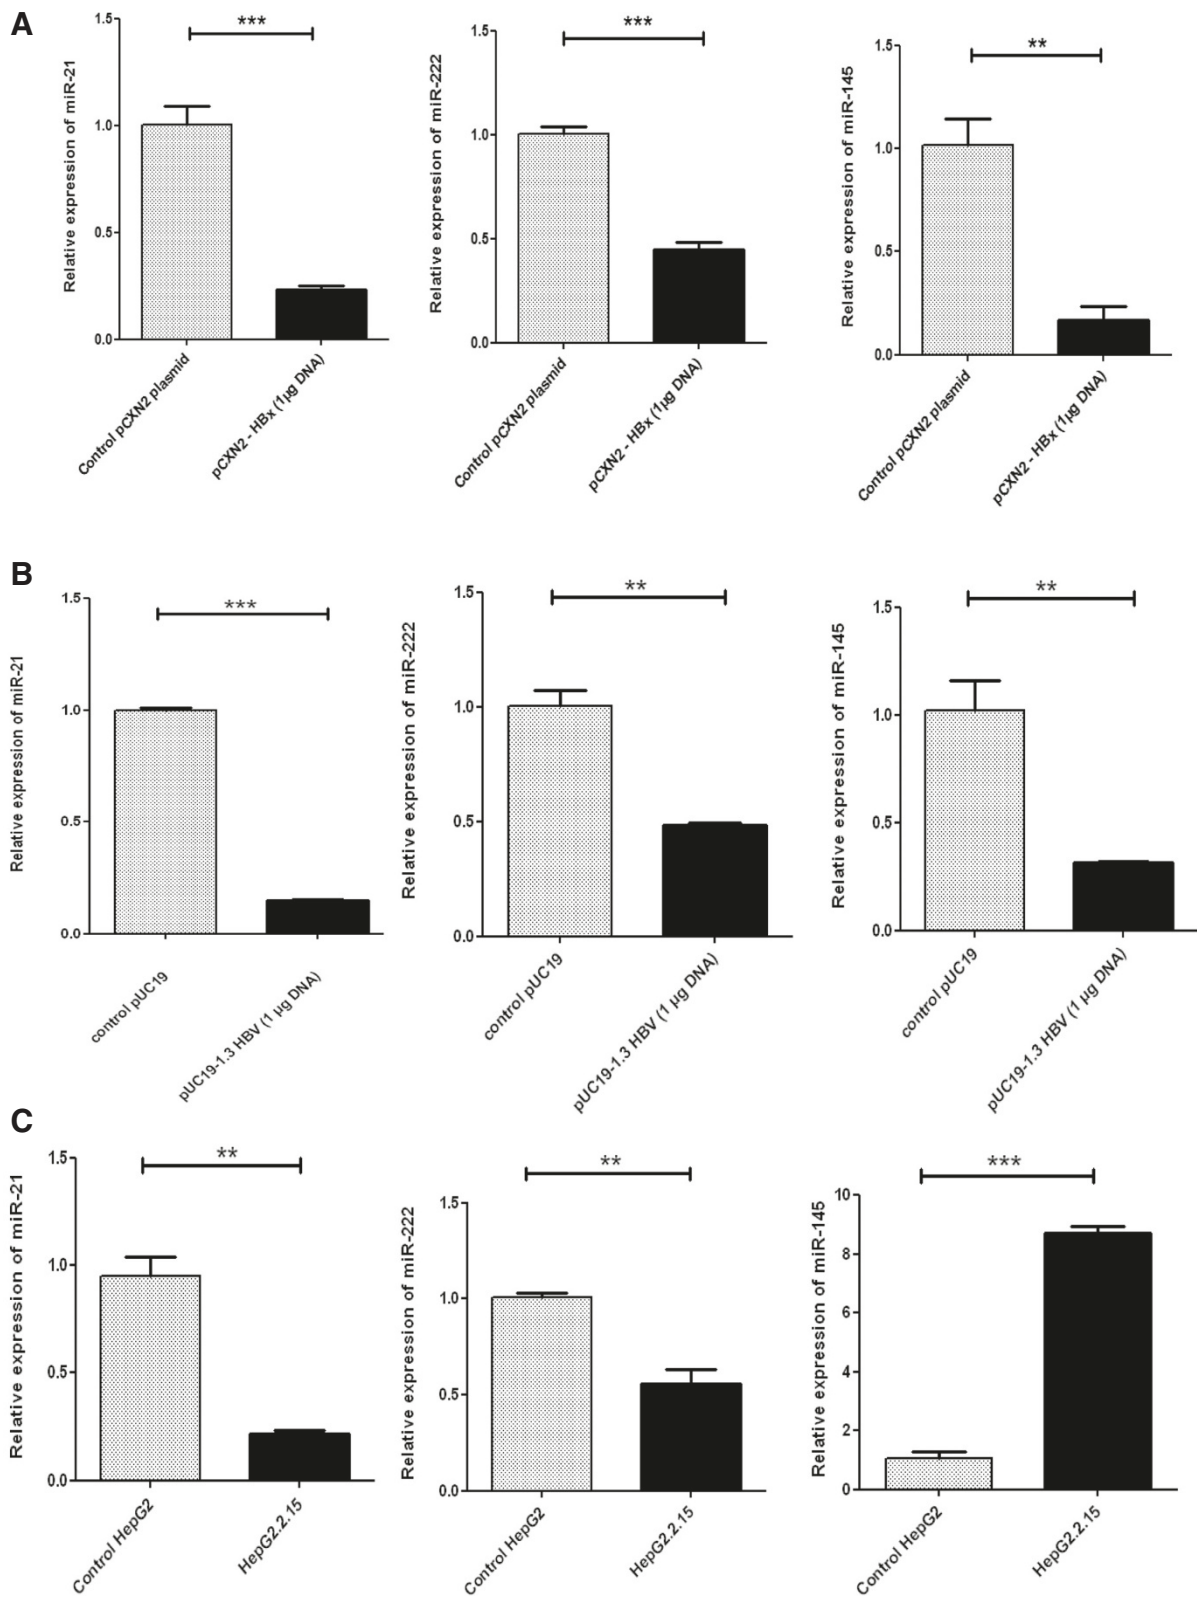 A
Relative expression of miR-21
1.5
1.0
0.5
0.0
***
Control pCXN2 plasmid
pCXN2 - HBx (1µg DNA)
Relative expression of miR-222
1.5
1.0
0.5
0.0
***
Control pCXN2 plasmid
pCXN2 - HBx (1µg DNA)
Relative expression of miR-145
1.5
1.0
0.5
0.0
**
Control pCXN2 plasmid
pCXN2 - HBx (1µg DNA)
B
Relative expression of miR-21
1.5
1.0
0.5
0.0
***
control pUC19
pUC19-1.3 HBV (1 µg DNA)
Relative expression of miR-222
1.5
1.0
0.5
0.0
**
control pUC19
pUC19-1.3 HBV (1 µg DNA)
Relative expression of miR-145
1.5
1.0
0.5
0.0
**
control pUC19
pUC19-1.3 HBV (1 µg DNA)
C
Relative expression of miR-21
1.5
1.0
0.5
0.0
**
Control HepG2
HepG2.2.15
Relative expression of miR-222
1.5
1.0
0.5
0.0
**
Control HepG2
HepG2.2.15
Relative expression of miR-145
10
8
6
4
2
0
***
Control HepG2
HepG2.2.15